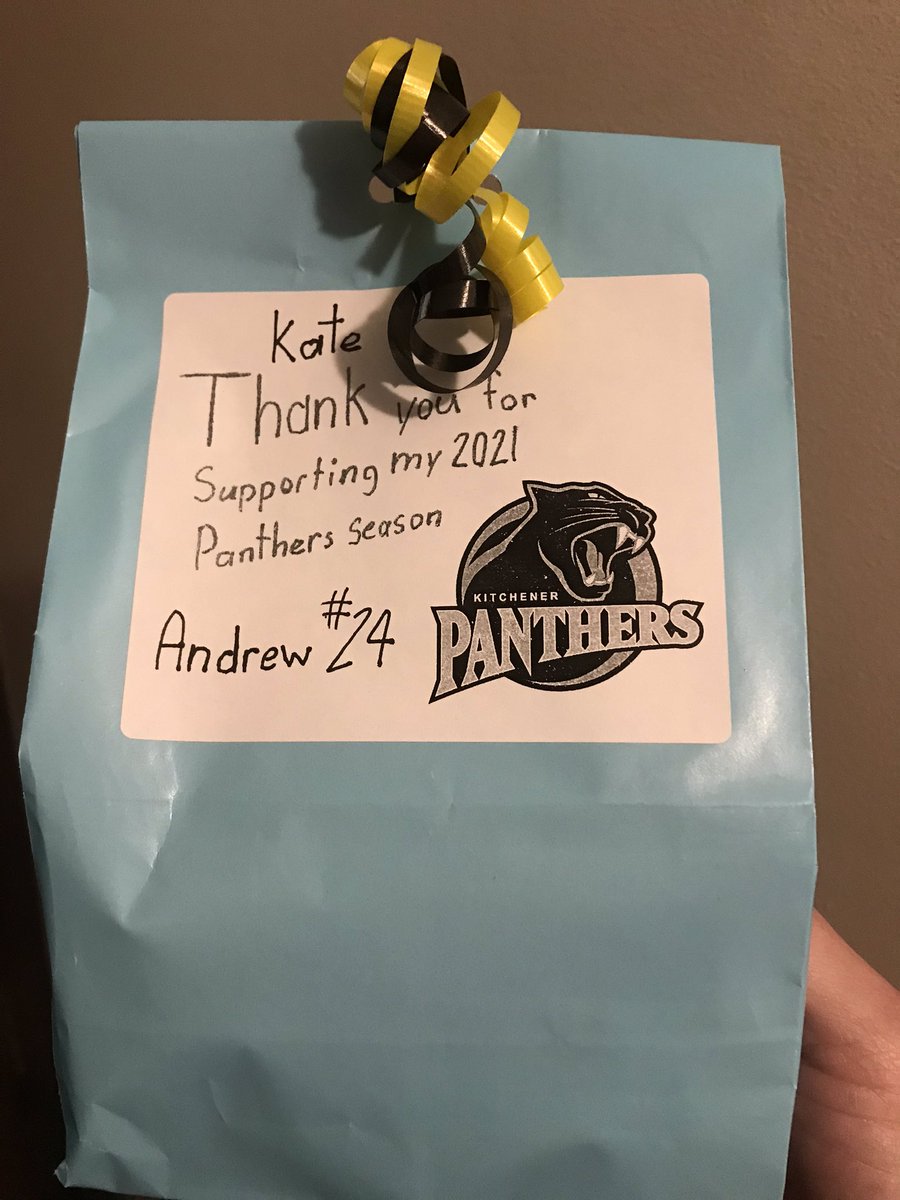 Kate
Thank you for
Supporting my 2021
Panthers season
Andrew #24
KITCHENER
PANTHERS